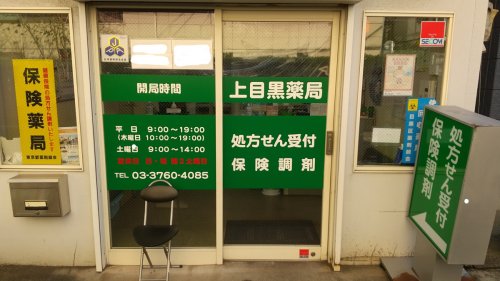 開局時間
平日 9:00〜19:00
(木曜日 10:00〜19:00)
土曜日 9:00〜14:00
TEL 03-3760-4085
上目黒薬局
処方せん受付
保険調剤
保険薬局
SECOM
処方せん受付
保険調剤